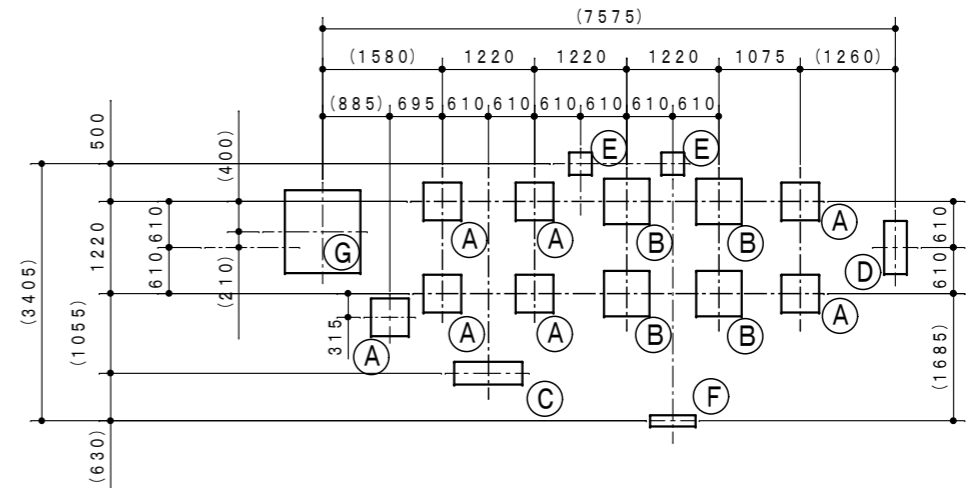 (7575)
(1580) 1220 1220 1220 1075 (1260)
(885) 695 610 610 610 610 610 610
500
(400)
E E
1220
610 610
(210)
(3405)
(1055)
315
(630)
610 610
(1685)
G A A B B A D
A A A B B A
C F